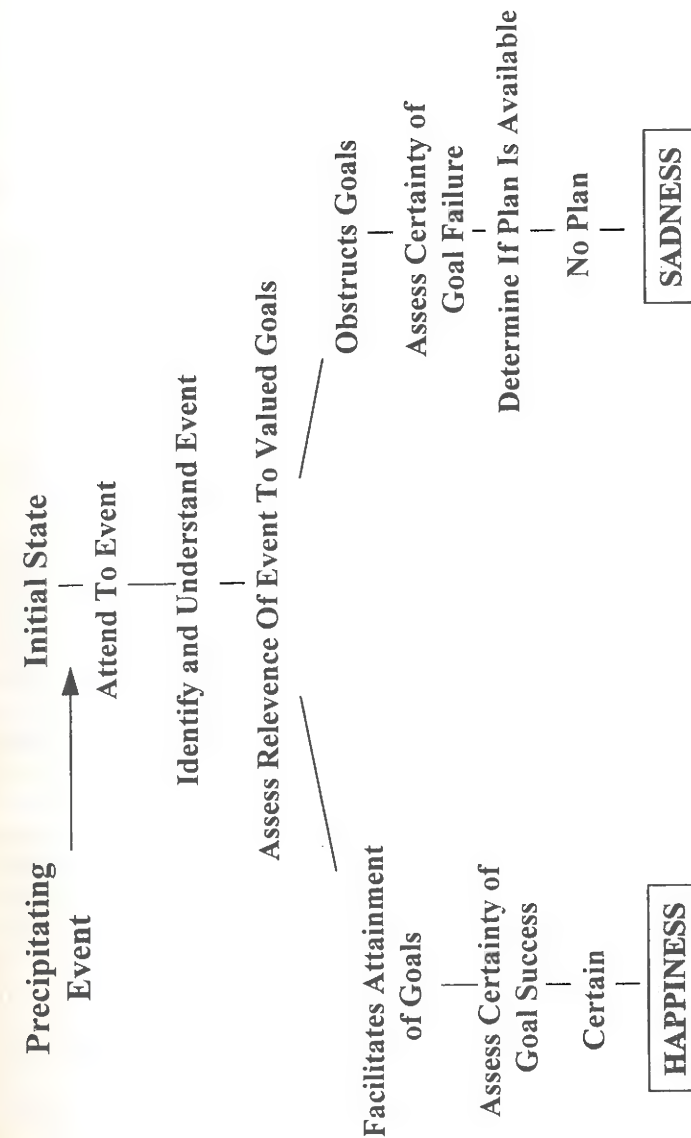 Precipitating
Event
Initial State
Attend To Event
Identify and Understand Event
Assess Relevence Of Event To Valued Goals
Facilitates Attainment
of Goals
Assess Certainty of
Goal Success
Certain
HAPPINESS
Obstructs Goals
Assess Certainty of
Goal Failure
Determine If Plan Is Available
No Plan
SADNESS